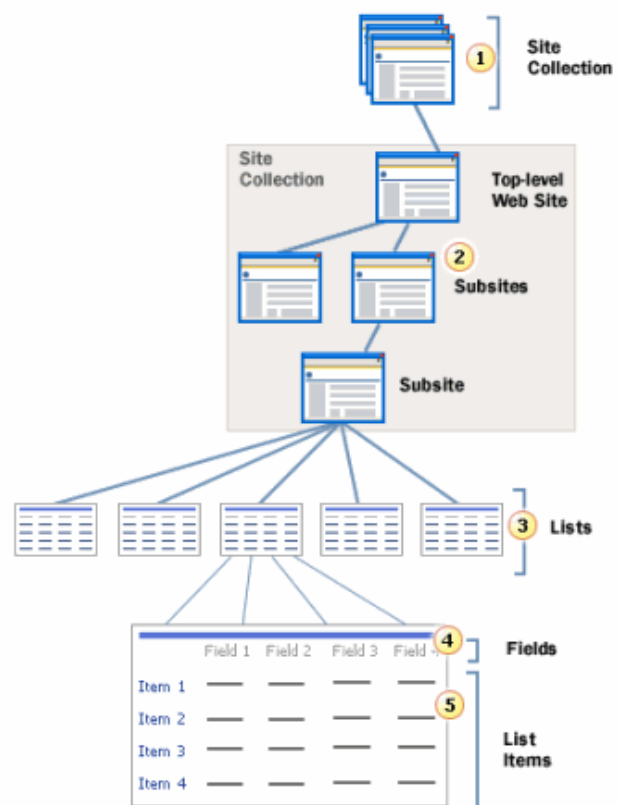 1
Site
Collection
Site
Collection
Top-level
Web Site
2
Subsites
Subsite
3
Lists
4
Field 1 Field 2 Field 3 Field
Fields
Item 1
5
Item 2
Item 3
Item 4
List
Items